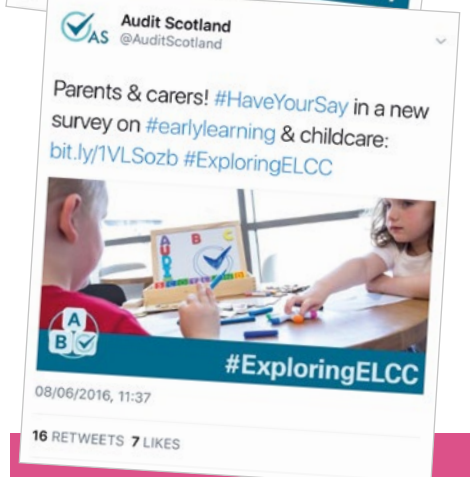 AS
Audit Scotland
@AuditScotland
Parents & carers! #HaveYourSay in a new
survey on #earlylearning & childcare:
bit.ly/1VLSozb #ExploringELCC
A B C
U
D
I
A
B
#ExploringELCC
08/06/2016, 11:37
16 RETWEETS 7 LIKES